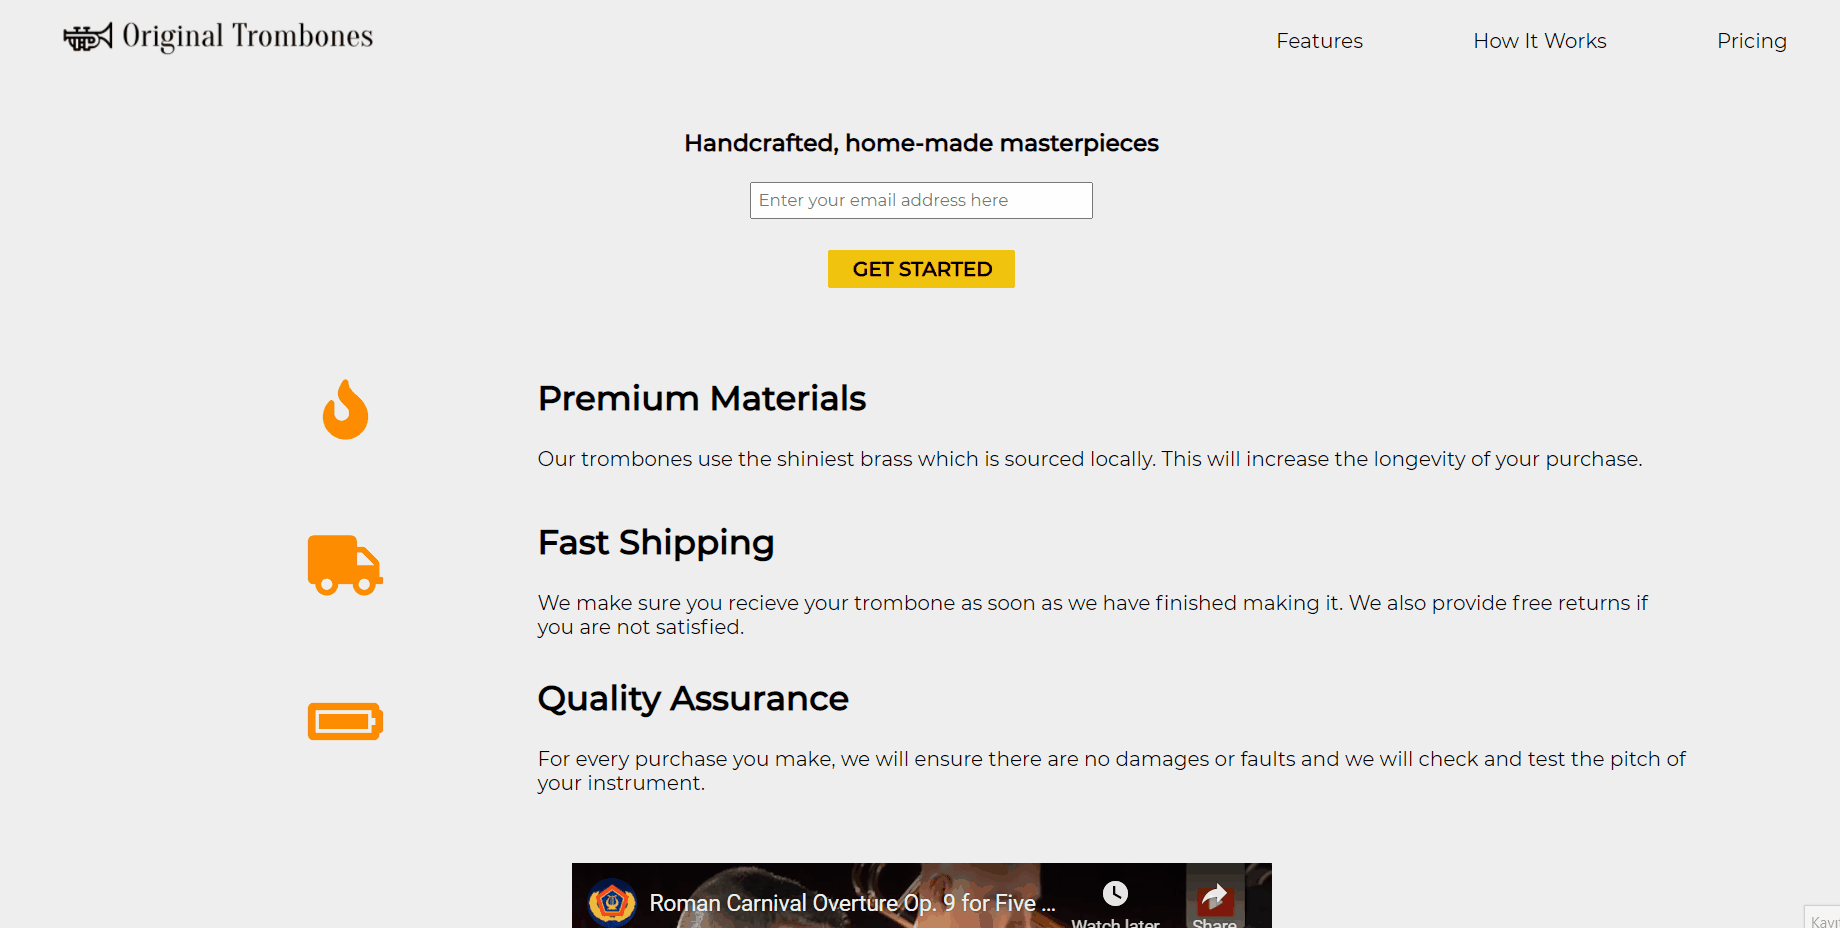 Original Trombones
Features
How It Works
Pricing
Handcrafted, home-made masterpieces
Enter your email address here
GET STARTED
Premium Materials
Our trombones use the shiniest brass which is sourced locally. This will increase the longevity of your purchase.
Fast Shipping
We make sure you recieve your trombone as soon as we have finished making it. We also provide free returns if
you are not satisfied.
Quality Assurance
For every purchase you make, we will ensure there are no damages or faults and we will check and test the pitch of
your instrument.
Roman Carnival Overture Op. 9 for Five ...
Watch later
Share